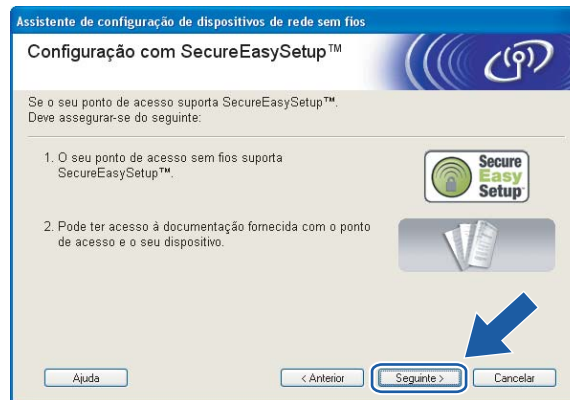 Assistente de configuração de dispositivos de rede sem fios
Configuração com SecureEasySetup™
Se o seu ponto de acesso suporta SecureEasySetup™.
Deve assegurar-se do seguinte:
1. O seu ponto de acesso sem fios suporta
SecureEasySetup™.
Secure
Easy
Setup
2. Pode ter acesso à documentação fornecida com o ponto
de acesso e o seu dispositivo.
Ajuda < Anterior Seguinte > Cancelar